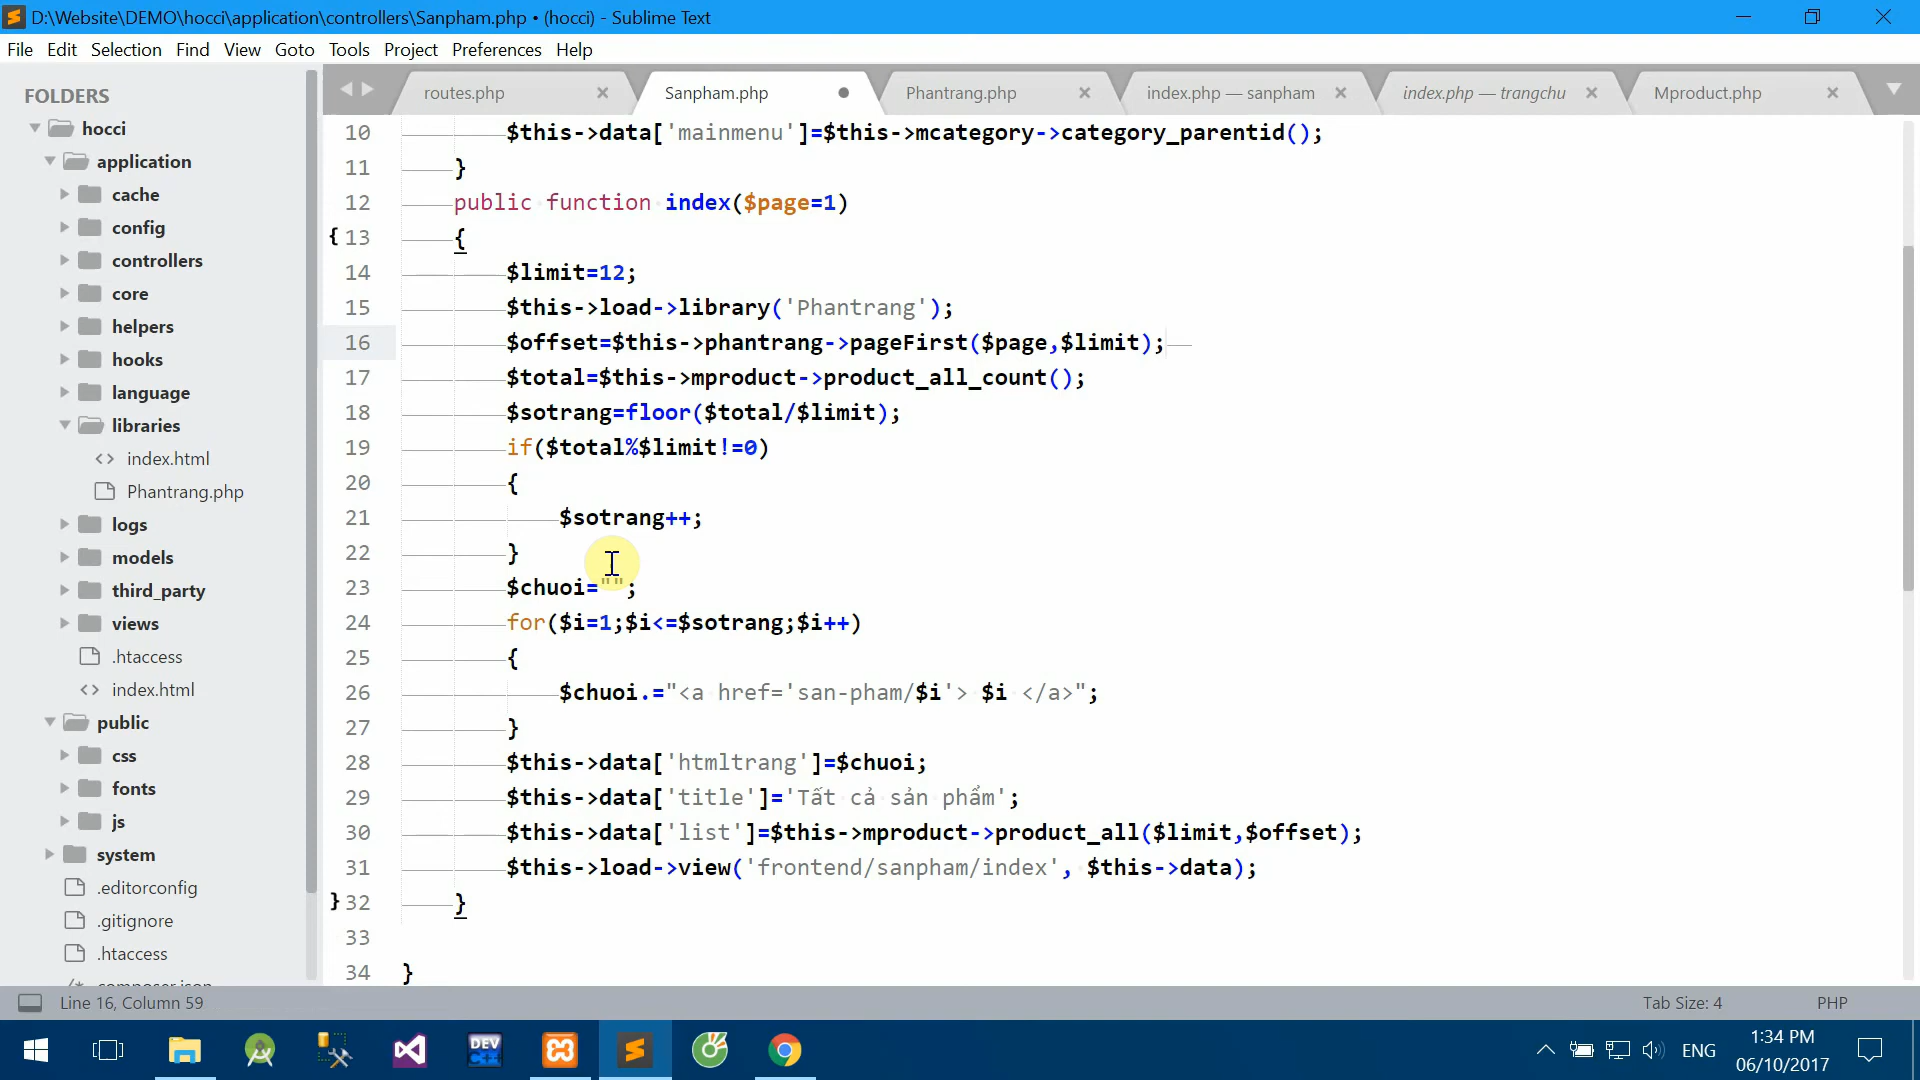 D:\Website\DEMO\hocci\application\controllers\Sanpham.php • (hocci) - Sublime Text
File Edit Selection Find View Goto Tools Project Preferences Help
routes.php
Sanpham.php
Phantrang.php
index.php — sanpham
index.php — trangchu
Mproduct.php
FOLDERS
hocci
application
cache
config
controllers
core
helpers
hooks
language
libraries
index.html
Phantrang.php
logs
models
third_party
views
.htaccess
index.html
public
css
fonts
js
system
.editorconfig
.gitignore
.htaccess
composer.json
10 $this->data['mainmenu']=$this->mcategory->category_parentid();
11 }
12 public function index($page=1)
{ 13 {
14 $limit=12;
15 $this->load->library('Phantrang');
16 $offset=$this->phantrang->pageFirst($page,$limit);
17 $total=$this->mproduct->product_all_count();
18 $sotrang=floor($total/$limit);
19 if($total%$limit!=0)
20 {
21 $sotrang++;
22 }
23 $chuoi="";
24 for($i=1;$i<=$sotrang;$i++)
25 {
26 $chuoi.="<a href='san-pham/$i'> $i </a>";
27 }
28 $this->data['htmltrang']=$chuoi;
29 $this->data['title']='Tất cả sản phẩm';
30 $this->data['list']=$this->mproduct->product_all($limit,$offset);
31 $this->load->view('frontend/sanpham/index', $this->data);
} 32 }
33
34 }
Line 16, Column 59
Tab Size: 4
PHP
DEV C++
ENG
1:34 PM
06/10/2017